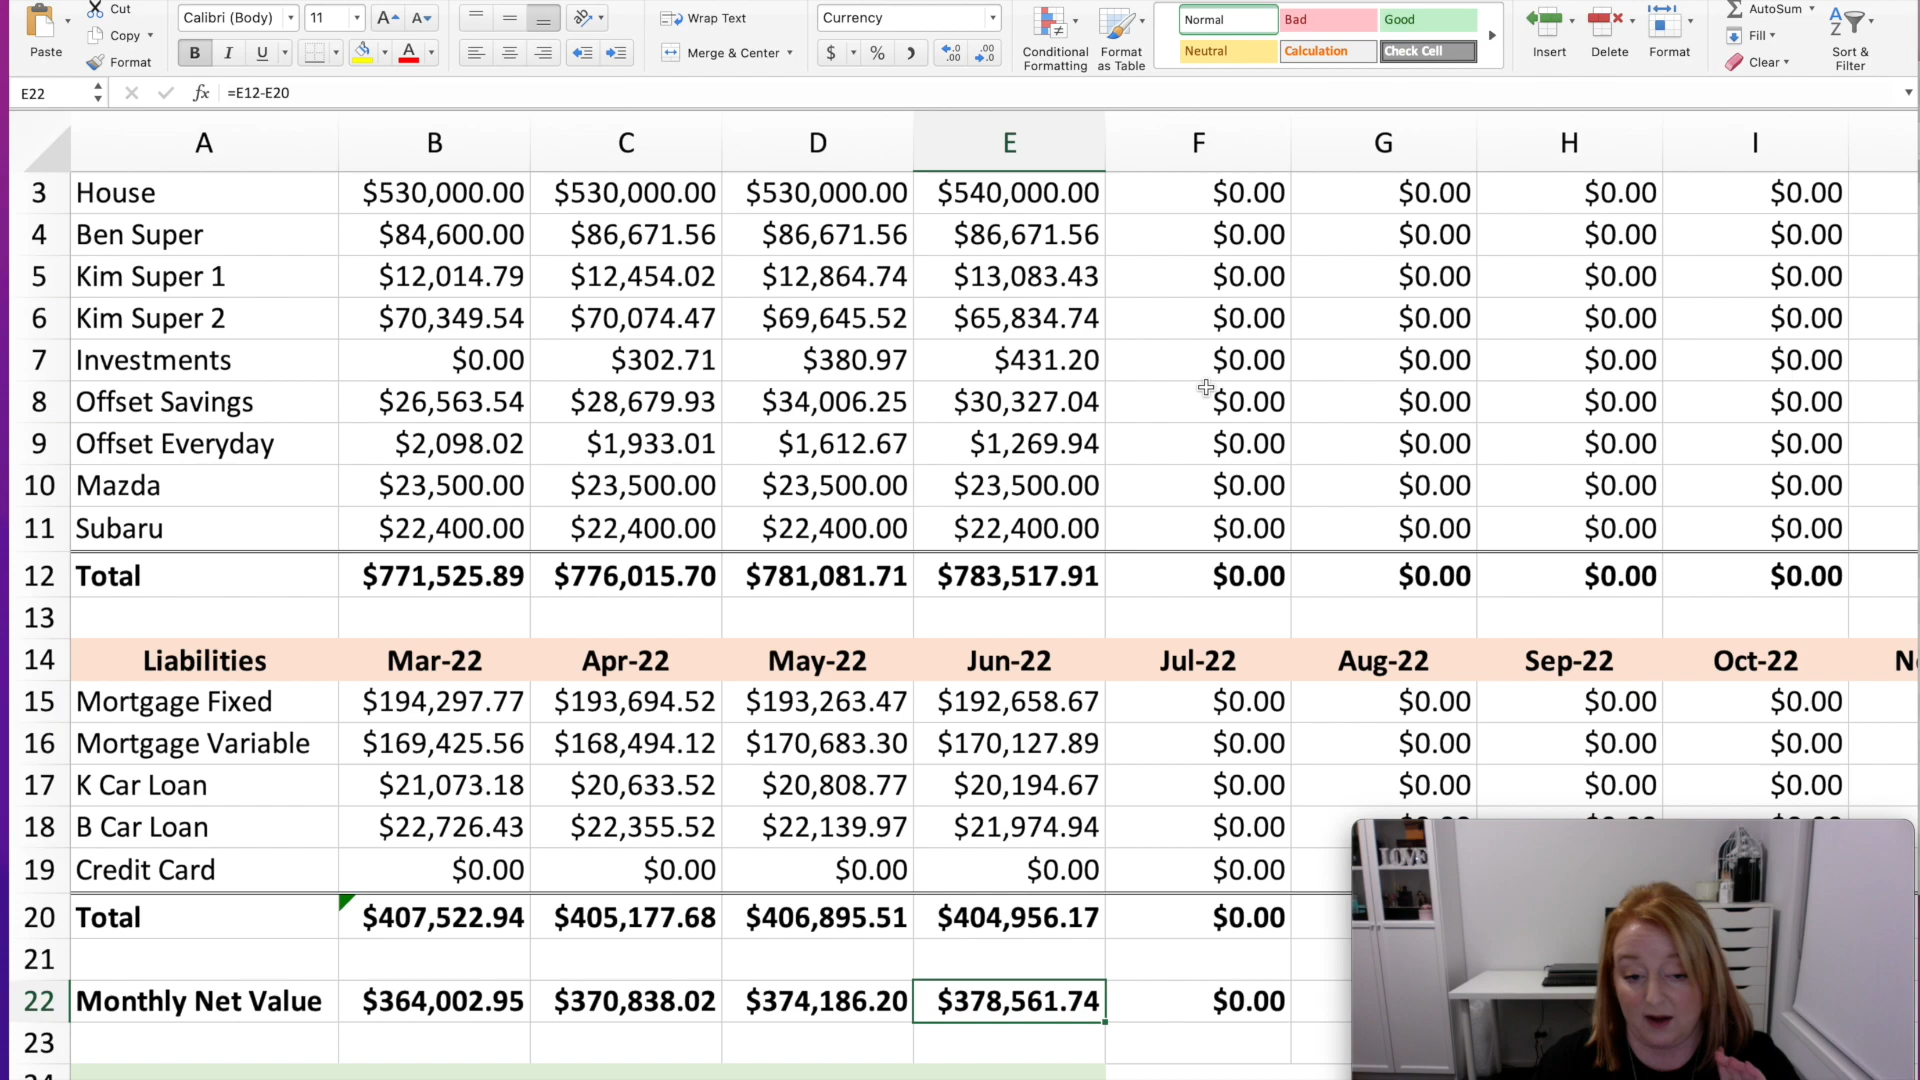 Cut
Calibri (Body) 11 A A
Wrap Text
Currency
Normal Bad Good
AutoSum
Paste
Copy
Format
B I U A
Merge & Center
$ % )
Conditional Formatting
Format as Table
Neutral Calculation Check Cell
Insert Delete Format
Fill
Clear
Sort & Filter
E22 fx =E12-E20
A B C D E F G H I
3 House $530,000.00 $530,000.00 $530,000.00 $540,000.00 $0.00 $0.00 $0.00 $0.00
4 Ben Super $84,600.00 $86,671.56 $86,671.56 $86,671.56 $0.00 $0.00 $0.00 $0.00
5 Kim Super 1 $12,014.79 $12,454.02 $12,864.74 $13,083.43 $0.00 $0.00 $0.00 $0.00
6 Kim Super 2 $70,349.54 $70,074.47 $69,645.52 $65,834.74 $0.00 $0.00 $0.00 $0.00
7 Investments $0.00 $302.71 $380.97 $431.20 $0.00 $0.00 $0.00 $0.00
8 Offset Savings $26,563.54 $28,679.93 $34,006.25 $30,327.04 $0.00 $0.00 $0.00 $0.00
9 Offset Everyday $2,098.02 $1,933.01 $1,612.67 $1,269.94 $0.00 $0.00 $0.00 $0.00
10 Mazda $23,500.00 $23,500.00 $23,500.00 $23,500.00 $0.00 $0.00 $0.00 $0.00
11 Subaru $22,400.00 $22,400.00 $22,400.00 $22,400.00 $0.00 $0.00 $0.00 $0.00
12 Total $771,525.89 $776,015.70 $781,081.71 $783,517.91 $0.00 $0.00 $0.00 $0.00
13
14 Liabilities Mar-22 Apr-22 May-22 Jun-22 Jul-22 Aug-22 Sep-22 Oct-22
15 Mortgage Fixed $194,297.77 $193,694.52 $193,263.47 $192,658.67 $0.00 $0.00 $0.00 $0.00
16 Mortgage Variable $169,425.56 $168,494.12 $170,683.30 $170,127.89 $0.00 $0.00 $0.00 $0.00
17 K Car Loan $21,073.18 $20,633.52 $20,808.77 $20,194.67 $0.00 $0.00 $0.00 $0.00
18 B Car Loan $22,726.43 $22,355.52 $22,139.97 $21,974.94 $0.00
19 Credit Card $0.00 $0.00 $0.00 $0.00 $0.00
20 Total $407,522.94 $405,177.68 $406,895.51 $404,956.17 $0.00
21
22 Monthly Net Value $364,002.95 $370,838.02 $374,186.20 $378,561.74 $0.00
23
LOVE